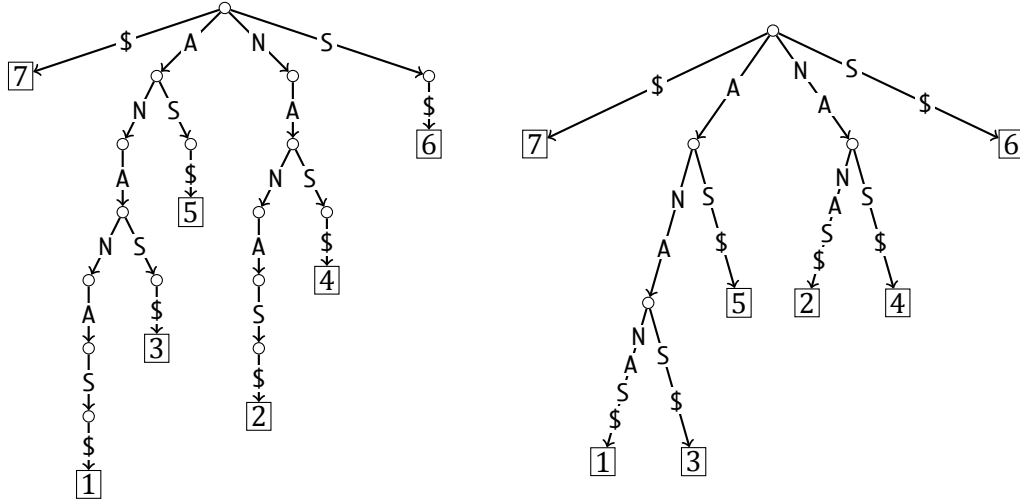 $ A N S
7
N S A $
6
A $ N S
5
N S A $
4
A $ S
3
S $
2
$
1
$ A N S
A $
7 6
N S N S
A $ A $
S
$
5 2 4
N S
A $
S
$
1 3